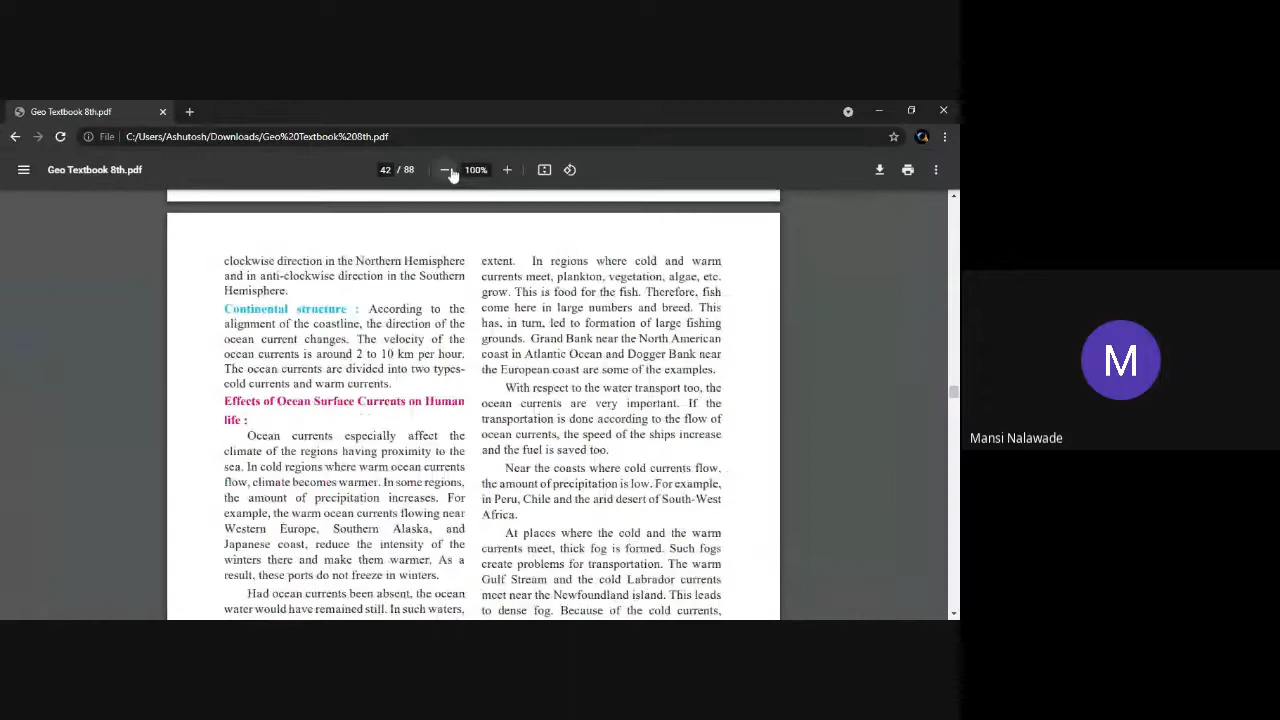 Geo Textbook 8th.pdf
File
C:/Users/Ashutosh/Downloads/Geo%20Textbook%208th.pdf
Geo Textbook 8th.pdf
42 / 88
100%
clockwise direction in the Northern Hemisphere
and in anti-clockwise direction in the Southern
Hemisphere.
Continental structure : According to the
alignment of the coastline, the direction of the
ocean current changes. The velocity of the
ocean currents is around 2 to 10 km per hour.
The ocean currents are divided into two types-
cold currents and warm currents.
Effects of Ocean Surface Currents on Human
life :
Ocean currents especially affect the
climate of the regions having proximity to the
sea. In cold regions where warm ocean currents
flow, climate becomes warmer. In some regions,
the amount of precipitation increases. For
example, the warm ocean currents flowing near
Western Europe, Southern Alaska, and
Japanese coast, reduce the intensity of the
winters there and make them warmer. As a
result, these ports do not freeze in winters.
Had ocean currents been absent, the ocean
water would have remained still. In such waters,
extent. In regions where cold and warm
currents meet, plankton, vegetation, algae, etc.
grow. This is food for the fish. Therefore, fish
come here in large numbers and breed. This
has, in turn, led to formation of large fishing
grounds. Grand Bank near the North American
coast in Atlantic Ocean and Dogger Bank near
the European coast are some of the examples.
With respect to the water transport too, the
ocean currents are very important. If the
transportation is done according to the flow of
ocean currents, the speed of the ships increase
and the fuel is saved too.
Near the coasts where cold currents flow,
the amount of precipitation is low. For example,
in Peru, Chile and the arid desert of South-West
Africa.
At places where the cold and the warm
currents meet, thick fog is formed. Such fogs
create problems for transportation. The warm
Gulf Stream and the cold Labrador currents
meet near the Newfoundland island. This leads
to dense fog. Because of the cold currents,
M
Mansi Nalawade